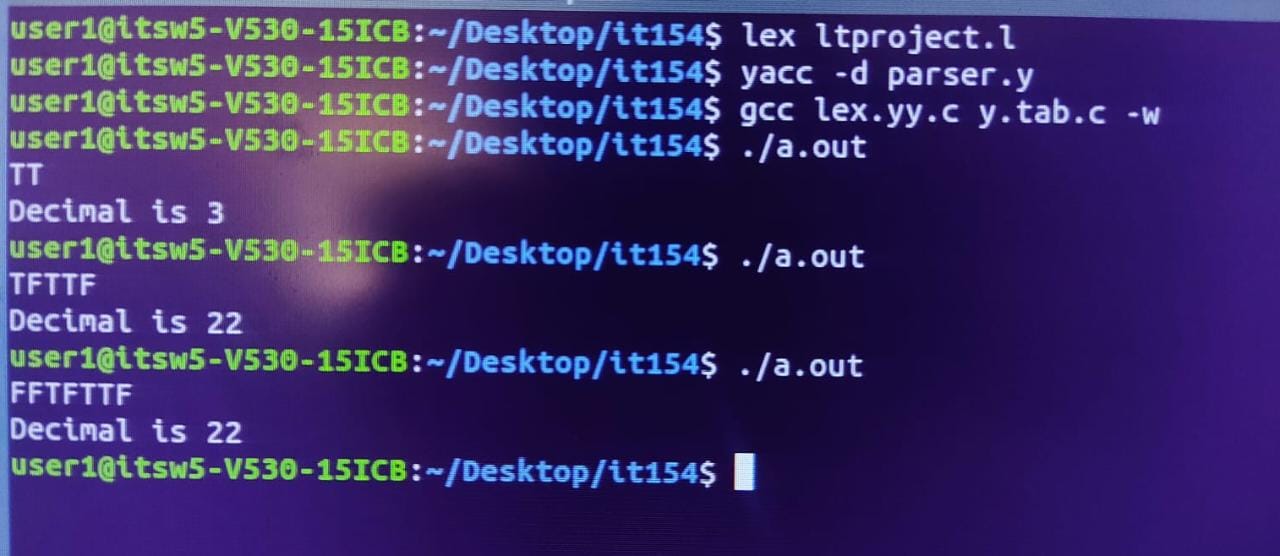 user1@itsw5-V530-15ICB:~/Desktop/it154$ lex ltproject.l
user1@itsw5-V530-15ICB:~/Desktop/it154$ yacc -d parser.y
user1@itsw5-V530-15ICB:~/Desktop/it154$ gcc lex.yy.c y.tab.c -w
user1@itsw5-V530-15ICB:~/Desktop/it154$ ./a.out
TT
Decimal is 3
user1@itsw5-V530-15ICB:~/Desktop/it154$ ./a.out
TFTTF
Decimal is 22
user1@itsw5-V530-15ICB:~/Desktop/it154$ ./a.out
FFTFTTF
Decimal is 22
user1@itsw5-V530-15ICB:~/Desktop/it154$